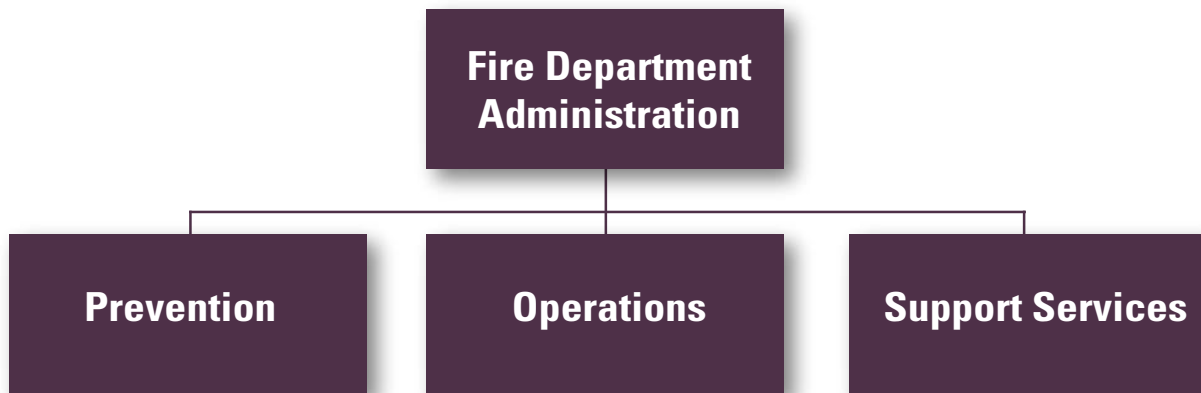 Fire Department
Administration
Prevention
Operations
Support Services